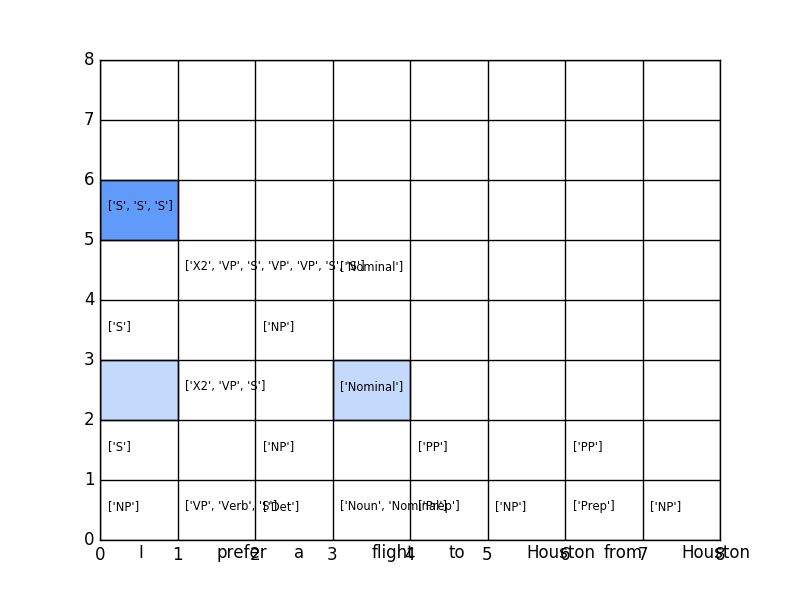 8
7
6
['S', 'S', 'S']
5
['X2', 'VP', 'S', 'VP', 'VP', 'S', 'S'] ['Nominal']
4
['S'] ['NP']
3
['X2', 'VP', 'S'] ['Nominal']
2
['S'] ['NP'] ['PP'] ['PP']
1
['NP'] ['VP', 'Verb', 'S'] ['Det'] ['Noun', 'Nominal'] ['Prep'] ['NP'] ['Prep'] ['NP']
0
0 1 2 3 4 5 6 7 8
I prefer a flight to Houston from Houston